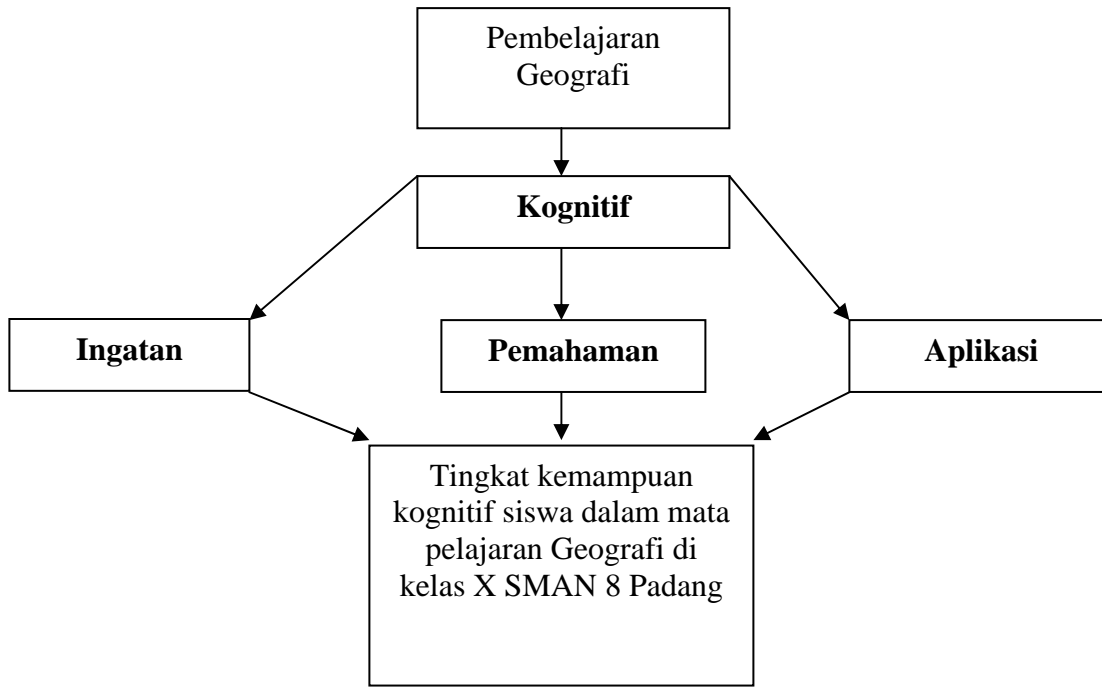 Pembelajaran
Geografi
Kognitif
Ingatan
Pemahaman
Aplikasi
Tingkat kemampuan
kognitif siswa dalam mata
pelajaran Geografi di
kelas X SMAN 8 Padang